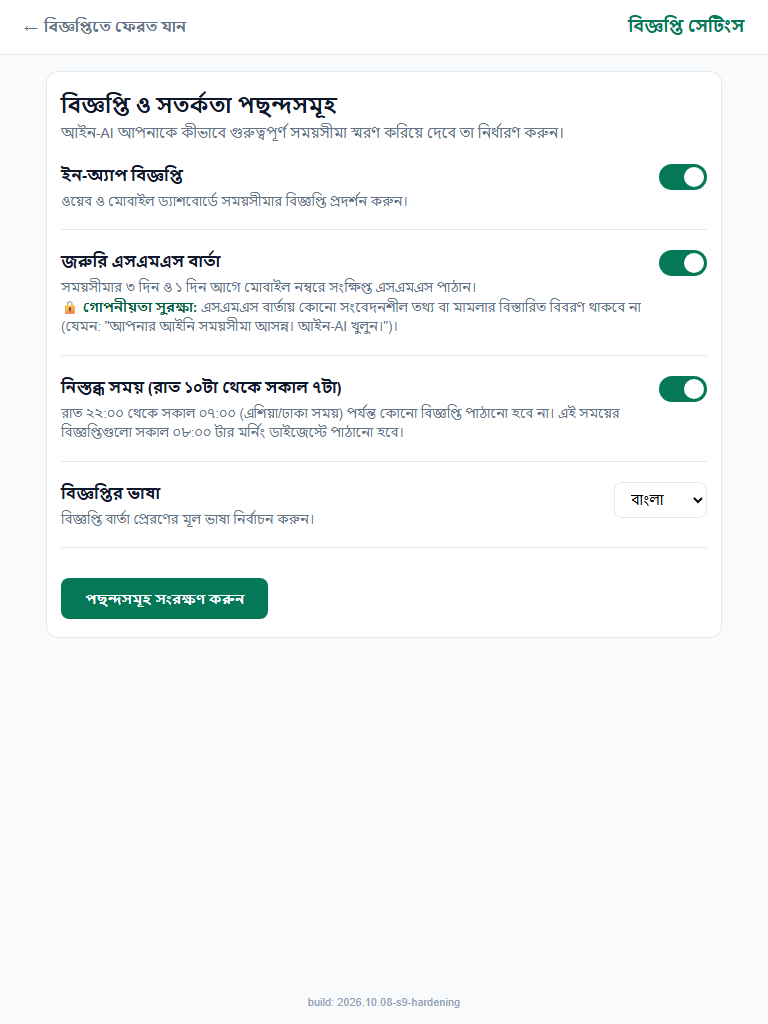 ← বিজ্ঞপ্তিতে ফেরত যান
বিজ্ঞপ্তি সেটিংস
বিজ্ঞপ্তি ও সতর্কতা পছন্দসমূহ
আইন-AI আপনাকে কীভাবে গুরুত্বপূর্ণ সময়সীমা স্মরণ করিয়ে দেবে তা নির্ধারণ করুন।
ইন-অ্যাপ বিজ্ঞপ্তি
ওয়েব ও মোবাইল ড্যাশবোর্ডে সময়সীমার বিজ্ঞপ্তি প্রদর্শন করুন।
জরুরি এসএমএস বার্তা
সময়সীমার ৩ দিন ও ১ দিন আগে মোবাইল নম্বরে সংক্ষিপ্ত এসএমএস পাঠান।
🔒 গোপনীয়তা সুরক্ষা: এসএমএস বার্তায় কোনো সংবেদনশীল তথ্য বা মামলার বিস্তারিত বিবরণ থাকবে না
(যেমন: "আপনার আইনি সময়সীমা আসন্ন। আইন-AI খুলুন।")।
নিস্তব্ধ সময় (রাত ১০টা থেকে সকাল ৭টা)
রাত ২২:০০ থেকে সকাল ০৭:০০ (এশিয়া/ঢাকা সময়) পর্যন্ত কোনো বিজ্ঞপ্তি পাঠানো হবে না। এই সময়ের
বিজ্ঞপ্তিগুলো সকাল ০৮:০০ টার মর্নিং ডাইজেস্টে পাঠানো হবে।
বিজ্ঞপ্তির ভাষা
বাংলা
বিজ্ঞপ্তি বার্তা প্রেরণের মূল ভাষা নির্বাচন করুন।
পছন্দসমূহ সংরক্ষণ করুন
build: 2026.10.08-s9-hardening